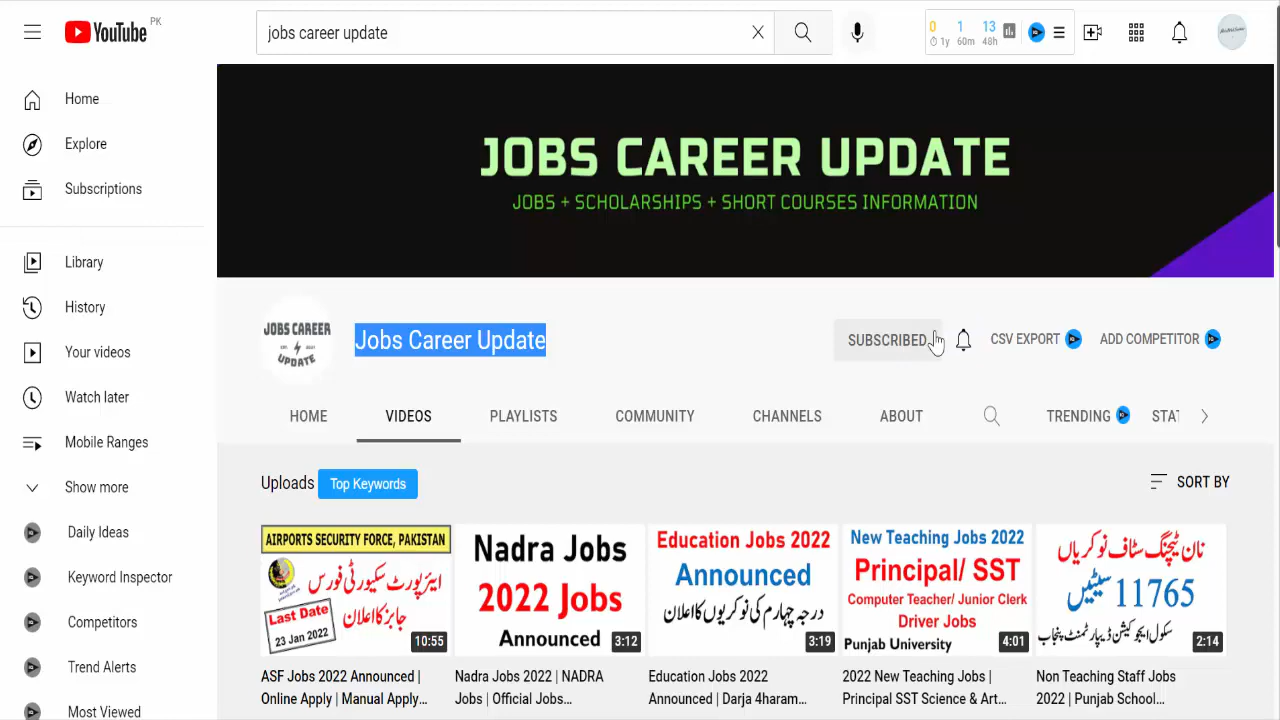 YouTube PK
jobs career update
0 1 13
1y 60m 48h
Home
Explore
Subscriptions
Library
History
Your videos
Watch later
Mobile Ranges
Show more
Daily Ideas
Keyword Inspector
Competitors
Trend Alerts
Most Viewed
JOBS CAREER UPDATE
JOBS + SCHOLARSHIPS + SHORT COURSES INFORMATION
JOBS CAREER
UPDATE
Jobs Career Update
SUBSCRIBED
CSV EXPORT
ADD COMPETITOR
HOME
VIDEOS
PLAYLISTS
COMMUNITY
CHANNELS
ABOUT
TRENDING
STAT
Uploads
Top Keywords
SORT BY
AIRPORTS SECURITY FORCE, PAKISTAN
ایئرپورٹ سکیورٹی فورس
جابز کا اعلان
Last Date
23 Jan 2022
10:55
ASF Jobs 2022 Announced |
Online Apply | Manual Apply...
Nadra Jobs
2022 Jobs
Announced
3:12
Nadra Jobs 2022 | NADRA
Jobs | Official Jobs...
Education Jobs 2022
Announced
درجہ چہارم کی نوکریوں کا اعلان
3:19
Education Jobs 2022
Announced | Darja 4haram...
New Teaching Jobs 2022
Principal/ SST
Computer Teacher/ Junior Clerk
Driver Jobs
Punjab University
4:01
2022 New Teaching Jobs |
Principal SST Science & Art...
نان ٹیچنگ سٹاف نوکریاں
11765 سیٹیں
سکول ایجوکیشن ڈیپارٹمنٹ پنجاب
2:14
Non Teaching Staff Jobs
2022 | Punjab School...